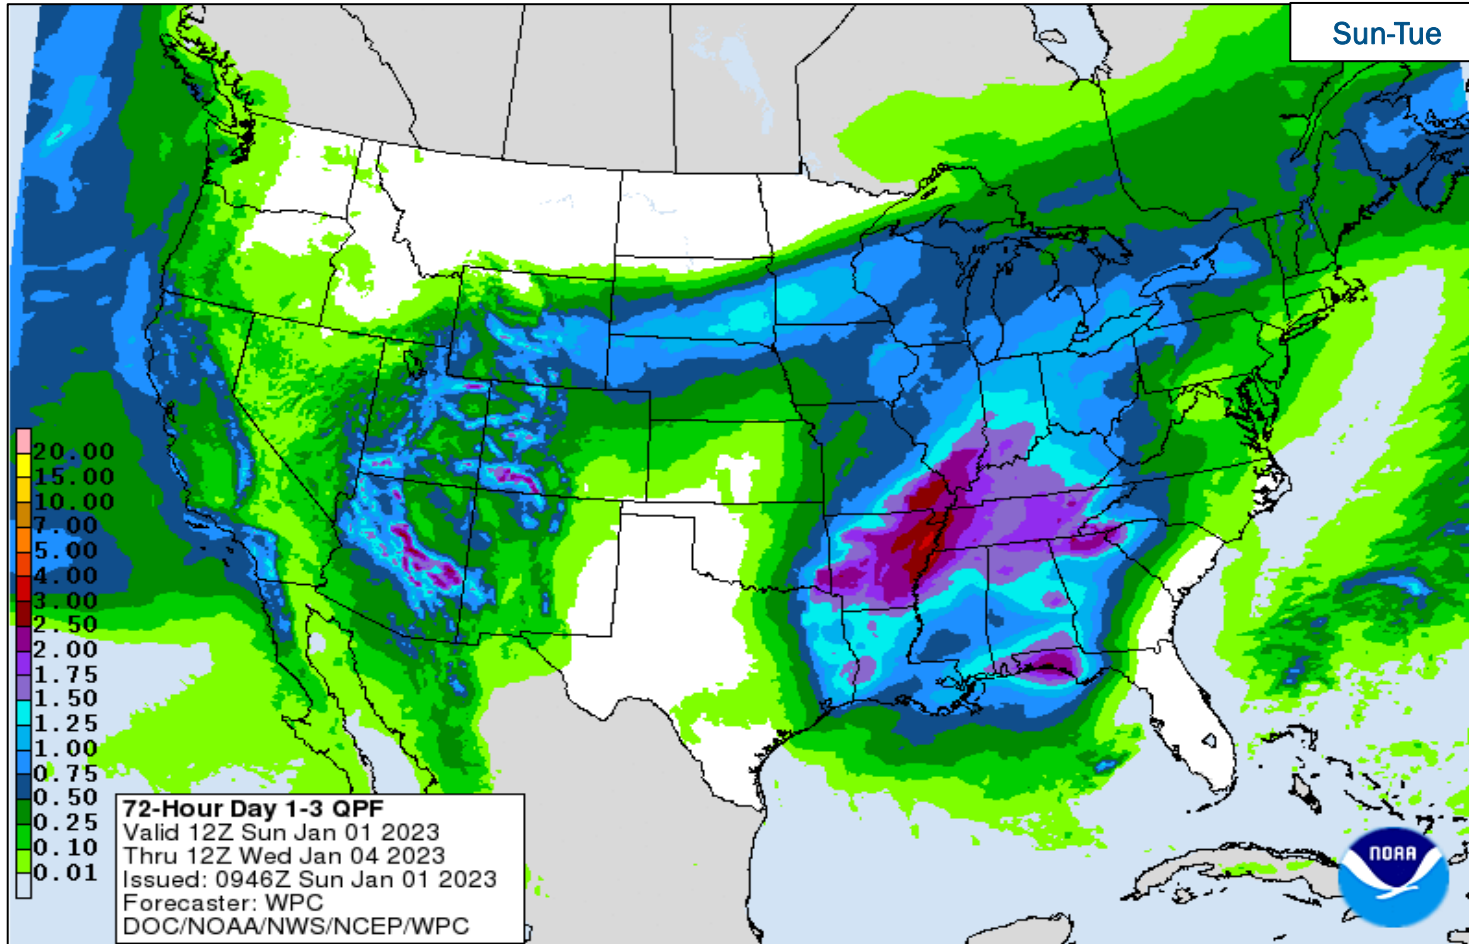 Sun-Tue
20.00
15.00
10.00
7.00
5.00
4.00
3.00
2.50
2.00
1.75
1.50
1.25
1.00
0.75
0.50
0.25
0.10
0.01
72-Hour Day 1-3 QPF
Valid 12Z Sun Jan 01 2023
Thru 12Z Wed Jan 04 2023
Issued: 0946Z Sun Jan 01 2023
Forecaster: WPC
DOC/NOAA/NWS/NCEP/WPC
NOAA